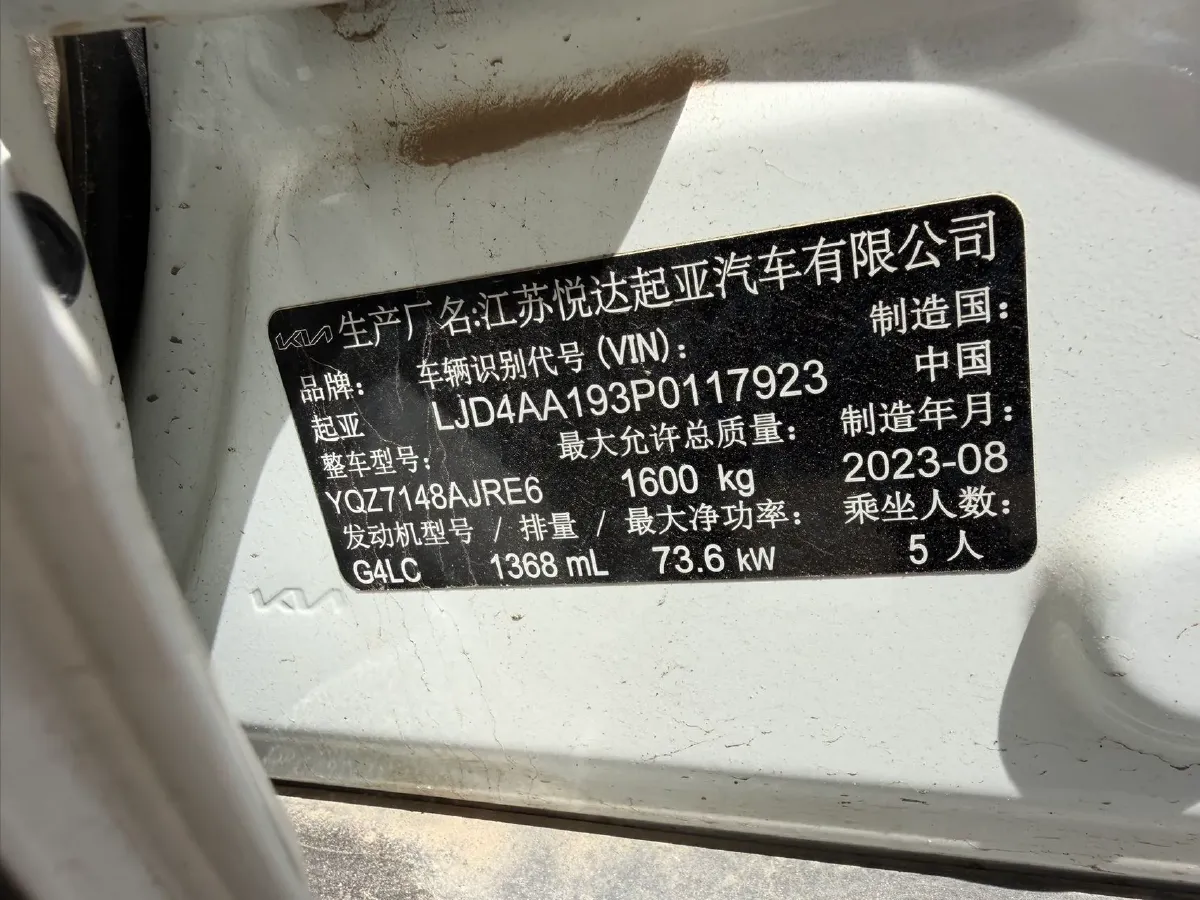 KIA 生产厂名:江苏悦达起亚汽车有限公司
品牌: 车辆识别代号 (VIN): 制造国:
起亚 LJD4AA193P0117923 中国
整车型号: 最大允许总质量: 制造年月:
YQZ7148AJRE6 1600 kg 2023-08
发动机型号 / 排量 / 最大净功率: 乘坐人数:
G4LC 1368 mL 73.6 kW 5 人
KIA